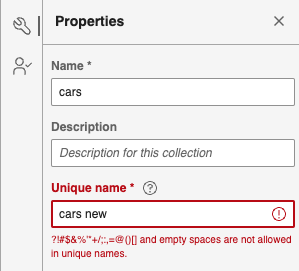 Properties
Name *
cars
Description
Description for this collection
Unique name *
cars new
?!#$&%'"+/;:,=@()[] and empty spaces are not allowed
in unique names.